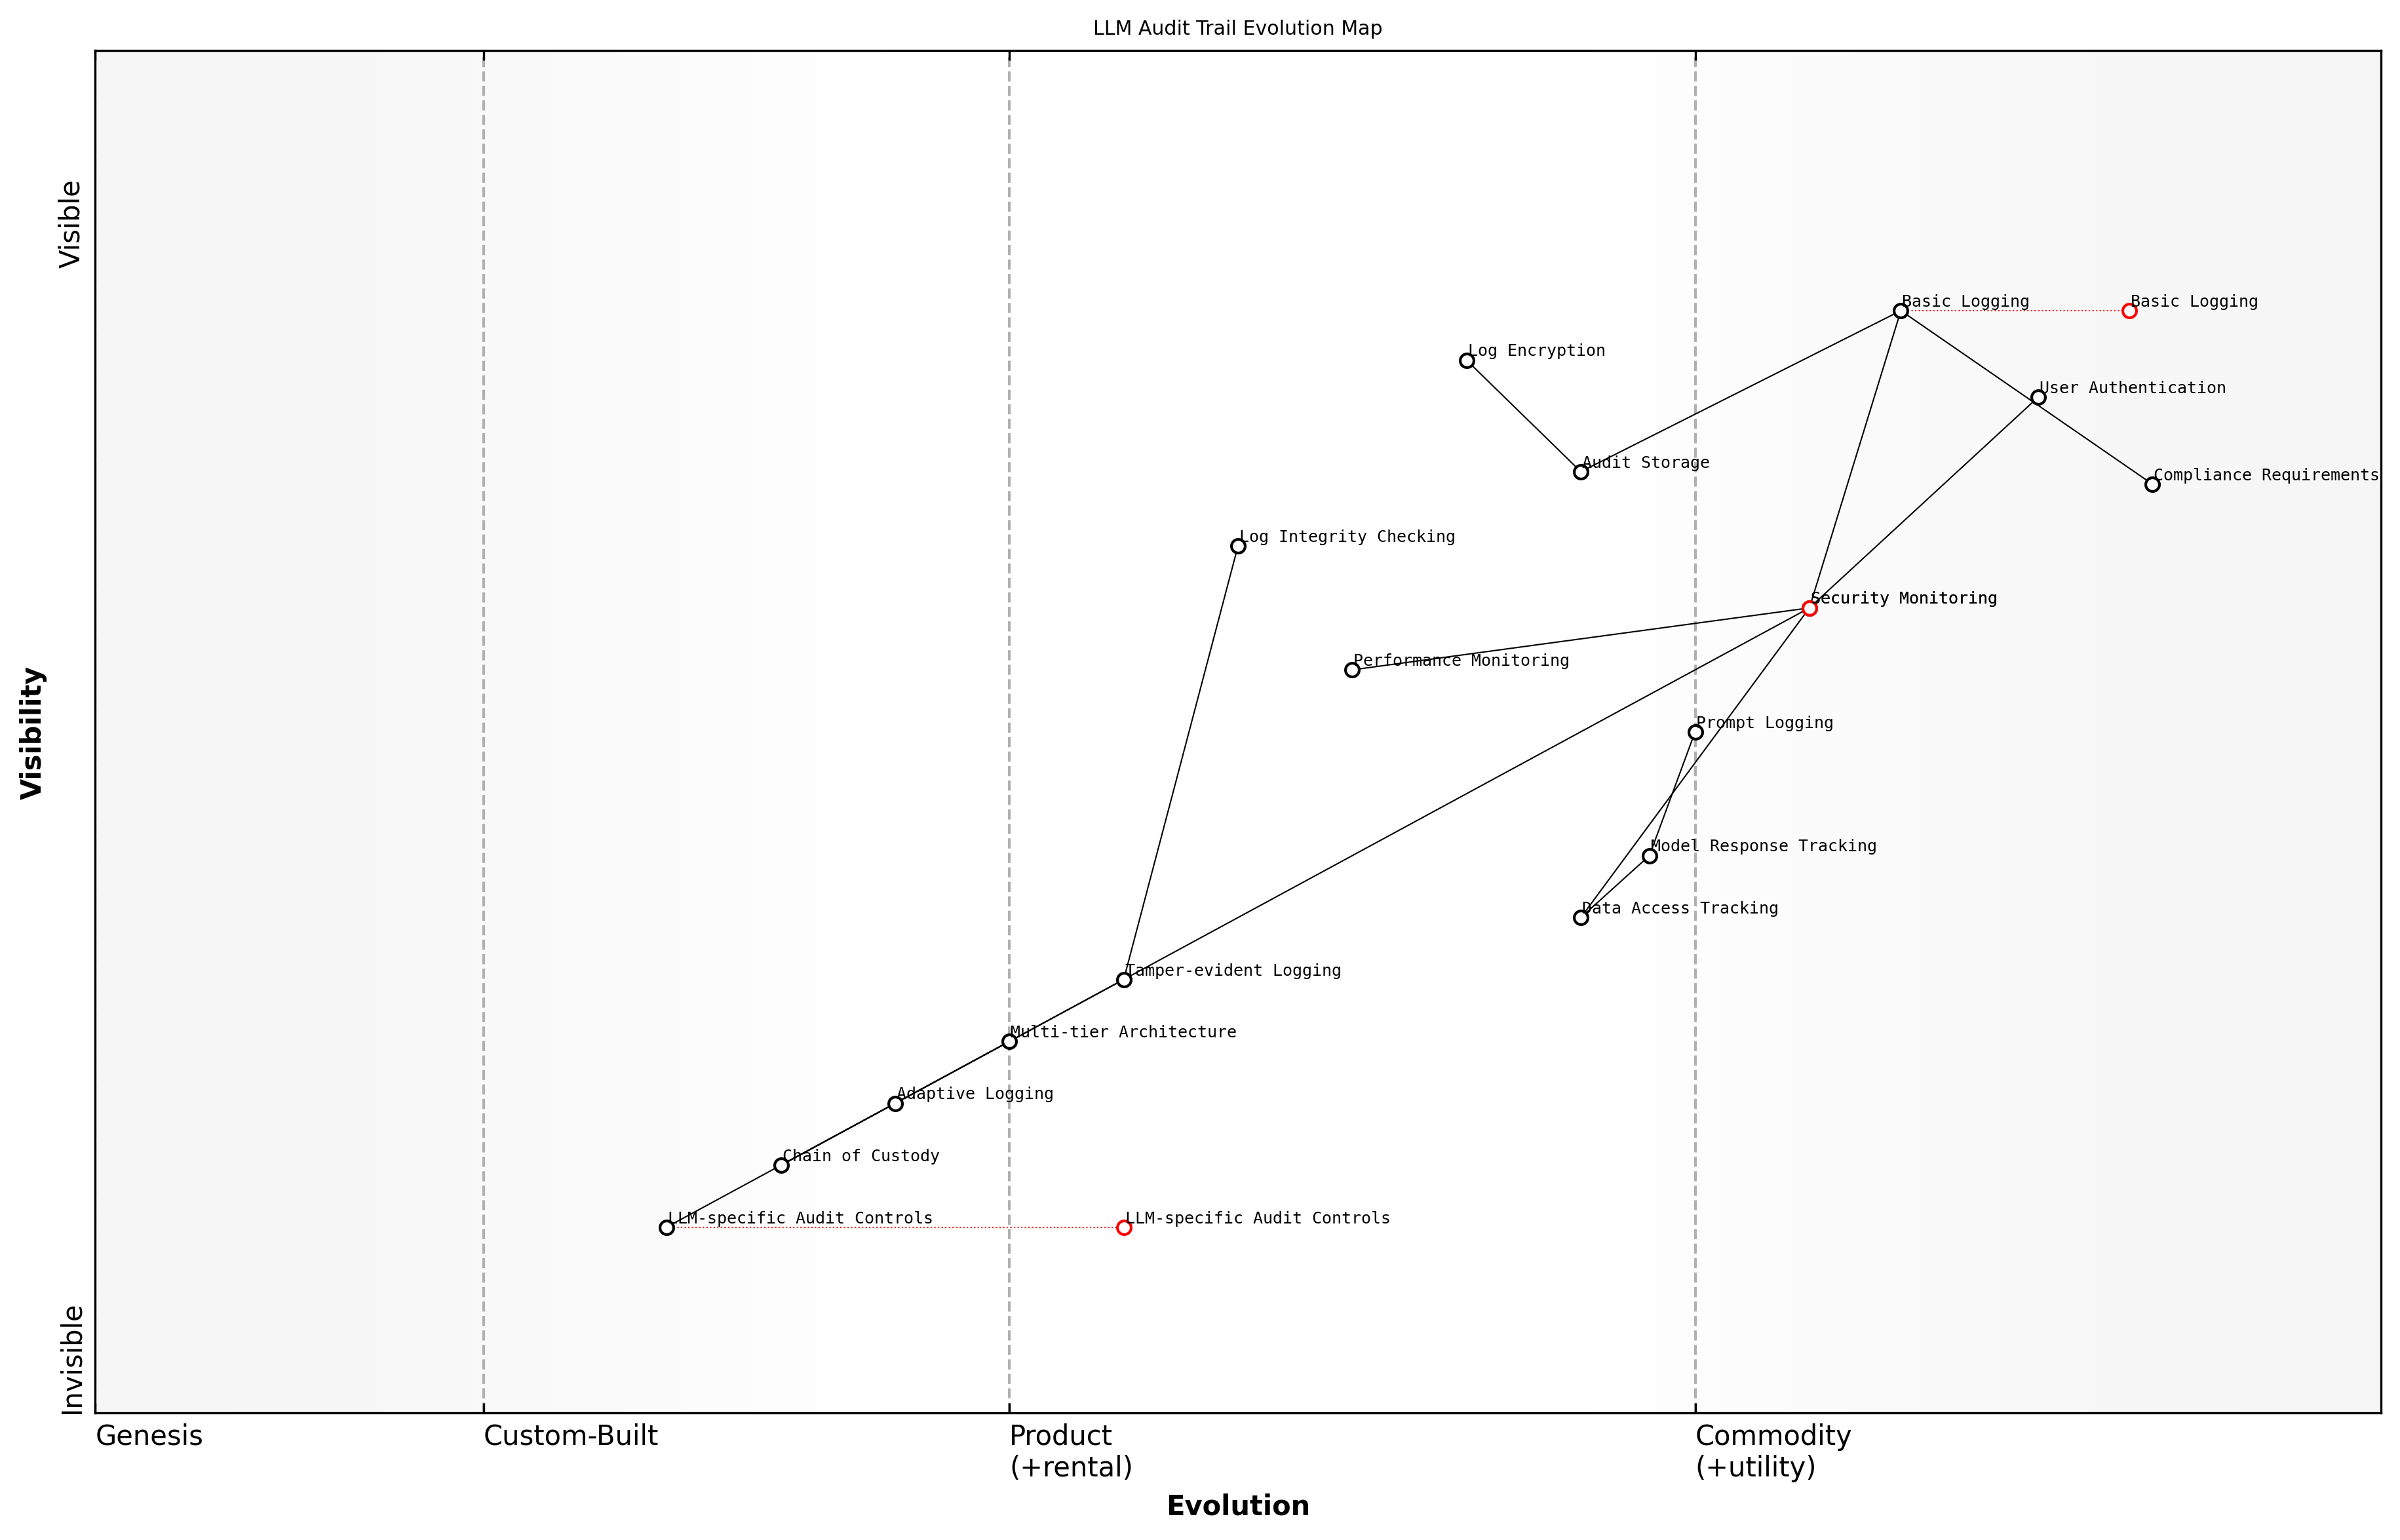 LLM Audit Trail Evolution Map
Visible
Basic Logging
Basic Logging
Log Encryption
User Authentication
Audit Storage
Compliance Requirements
Log Integrity Checking
Security Monitoring
Performance Monitoring
Visibility
Prompt Logging
Model Response Tracking
Data Access Tracking
Tamper-evident Logging
Multi-tier Architecture
Adaptive Logging
Chain of Custody
LLM-specific Audit Controls
LLM-specific Audit Controls
Invisible
Genesis
Custom-Built
Product
(+rental)
Commodity
(+utility)
Evolution